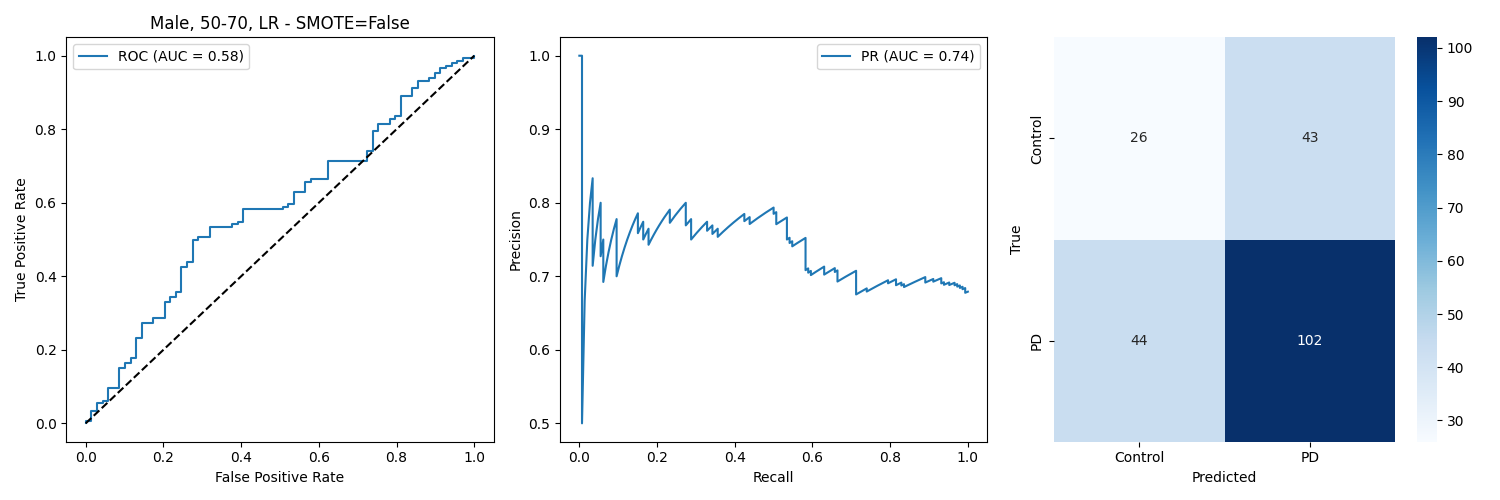 Male, 50-70, LR - SMOTE=False
ROC (AUC = 0.58)
1.0
0.8
0.6
0.4
0.2
0.0
True Positive Rate
0.0 0.2 0.4 0.6 0.8 1.0
False Positive Rate
PR (AUC = 0.74)
1.0
0.9
0.8
0.7
0.6
0.5
Precision
0.0 0.2 0.4 0.6 0.8 1.0
Recall
Control
PD
True
26 43
44 102
Control PD
Predicted
100
90
80
70
60
50
40
30